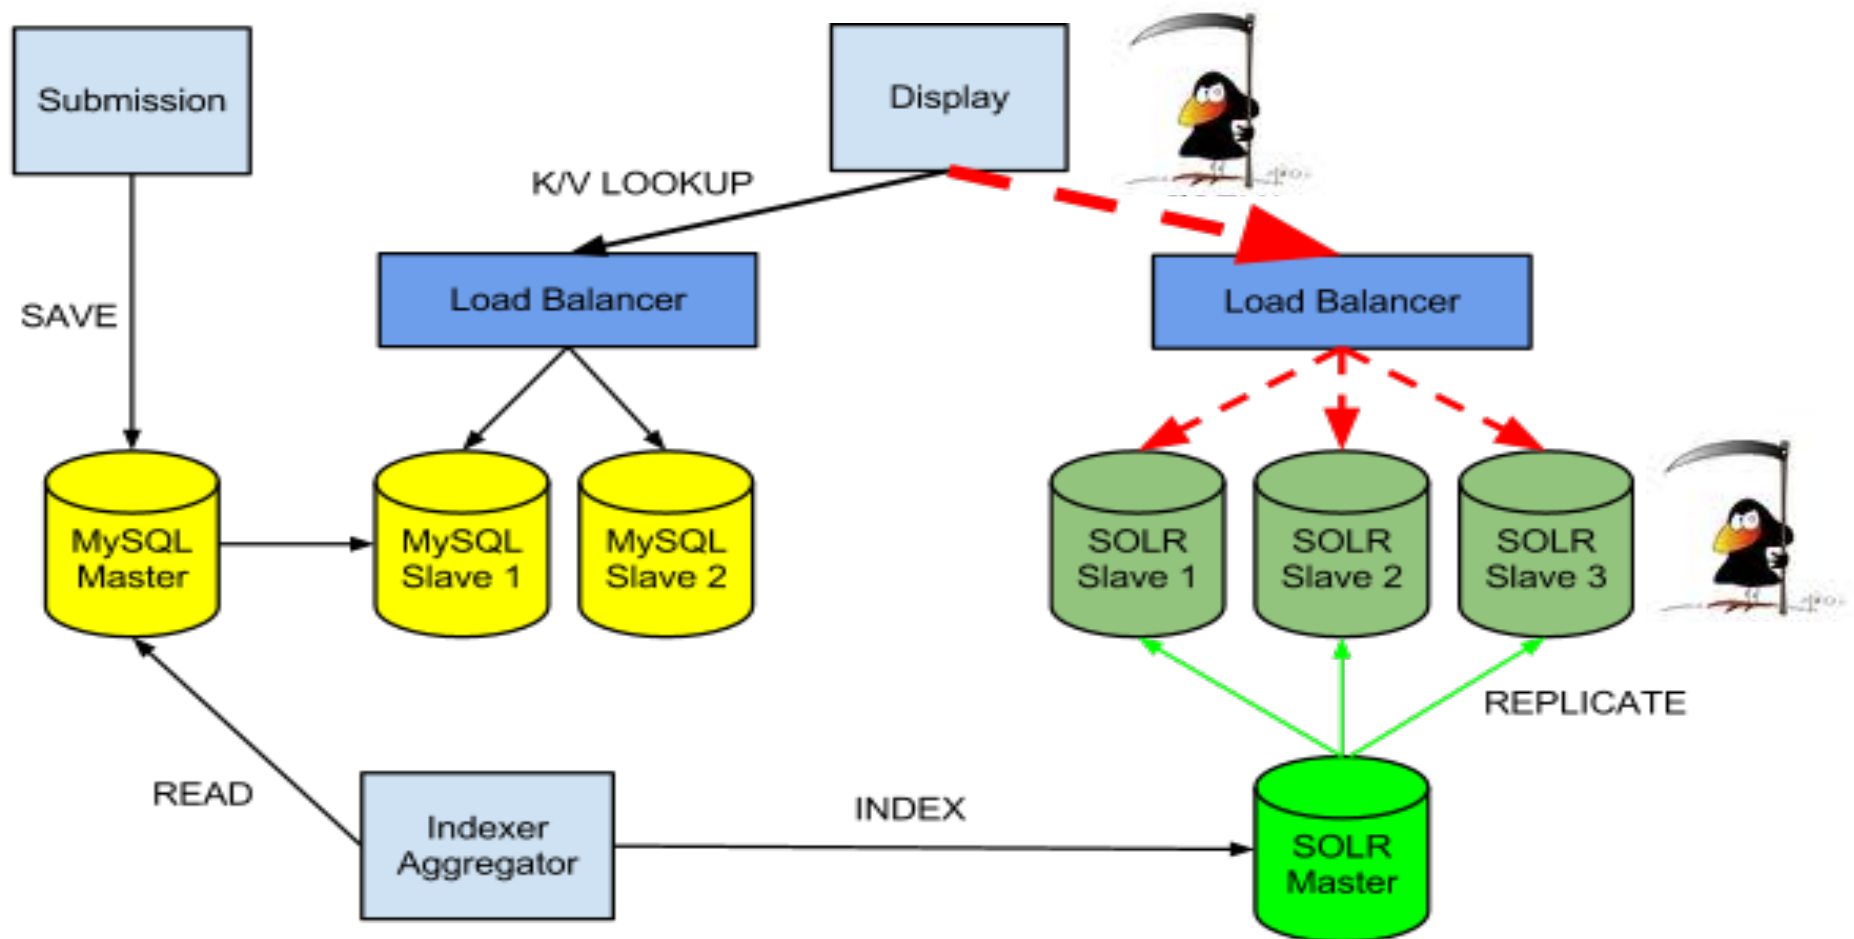 Submission
Display
K/V LOOKUP
Load Balancer
Load Balancer
SAVE
MySQL
Master
MySQL
Slave 1
MySQL
Slave 2
SOLR
Slave 1
SOLR
Slave 2
SOLR
Slave 3
REPLICATE
READ
Indexer
Aggregator
INDEX
SOLR
Master